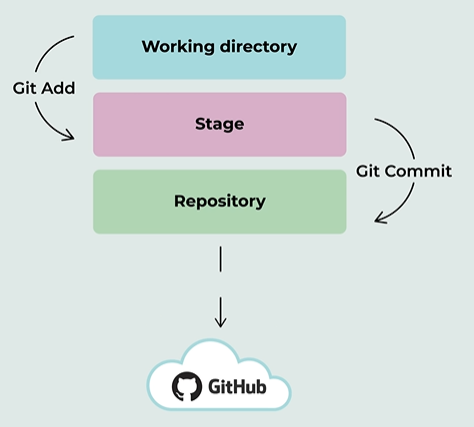 Working directory
Git Add
Stage
Git Commit
Repository
GitHub